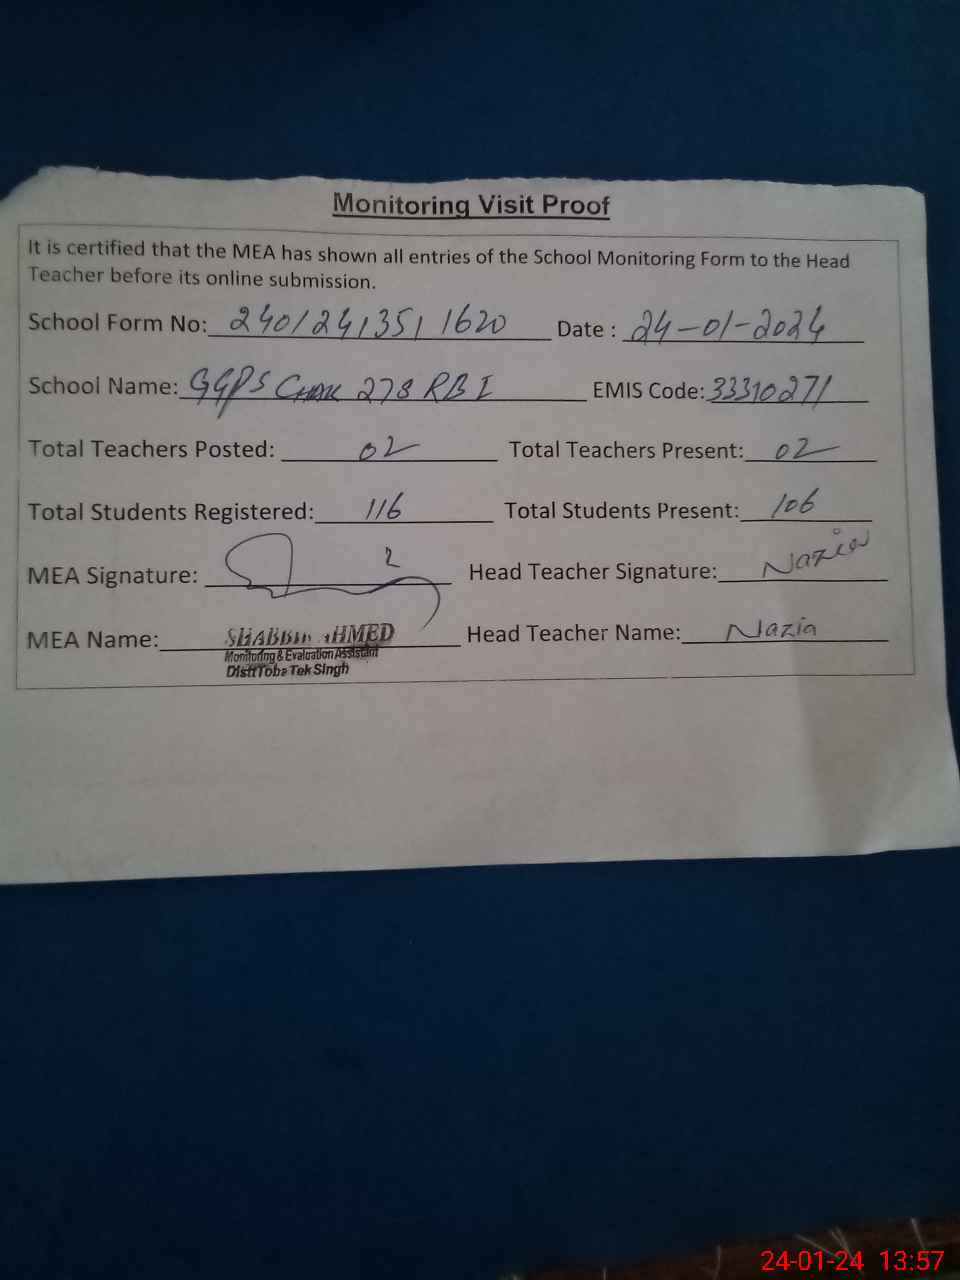 Monitoring Visit Proof
It is certified that the MEA has shown all entries of the School Monitoring Form to the Head
Teacher before its online submission.
School Form No: 24012413511620 Date : 24-01-2024
School Name: GGPS Chak 278 RB I EMIS Code: 33310271
Total Teachers Posted: 02 Total Teachers Present: 02
Total Students Registered: 116 Total Students Present: 106
MEA Signature: Head Teacher Signature: Nazia
MEA Name: SHABBIR AHMED Head Teacher Name: Nazia
Monitoring & Evaluation Assistant
Distt Toba Tek Singh
24-01-24 13:57